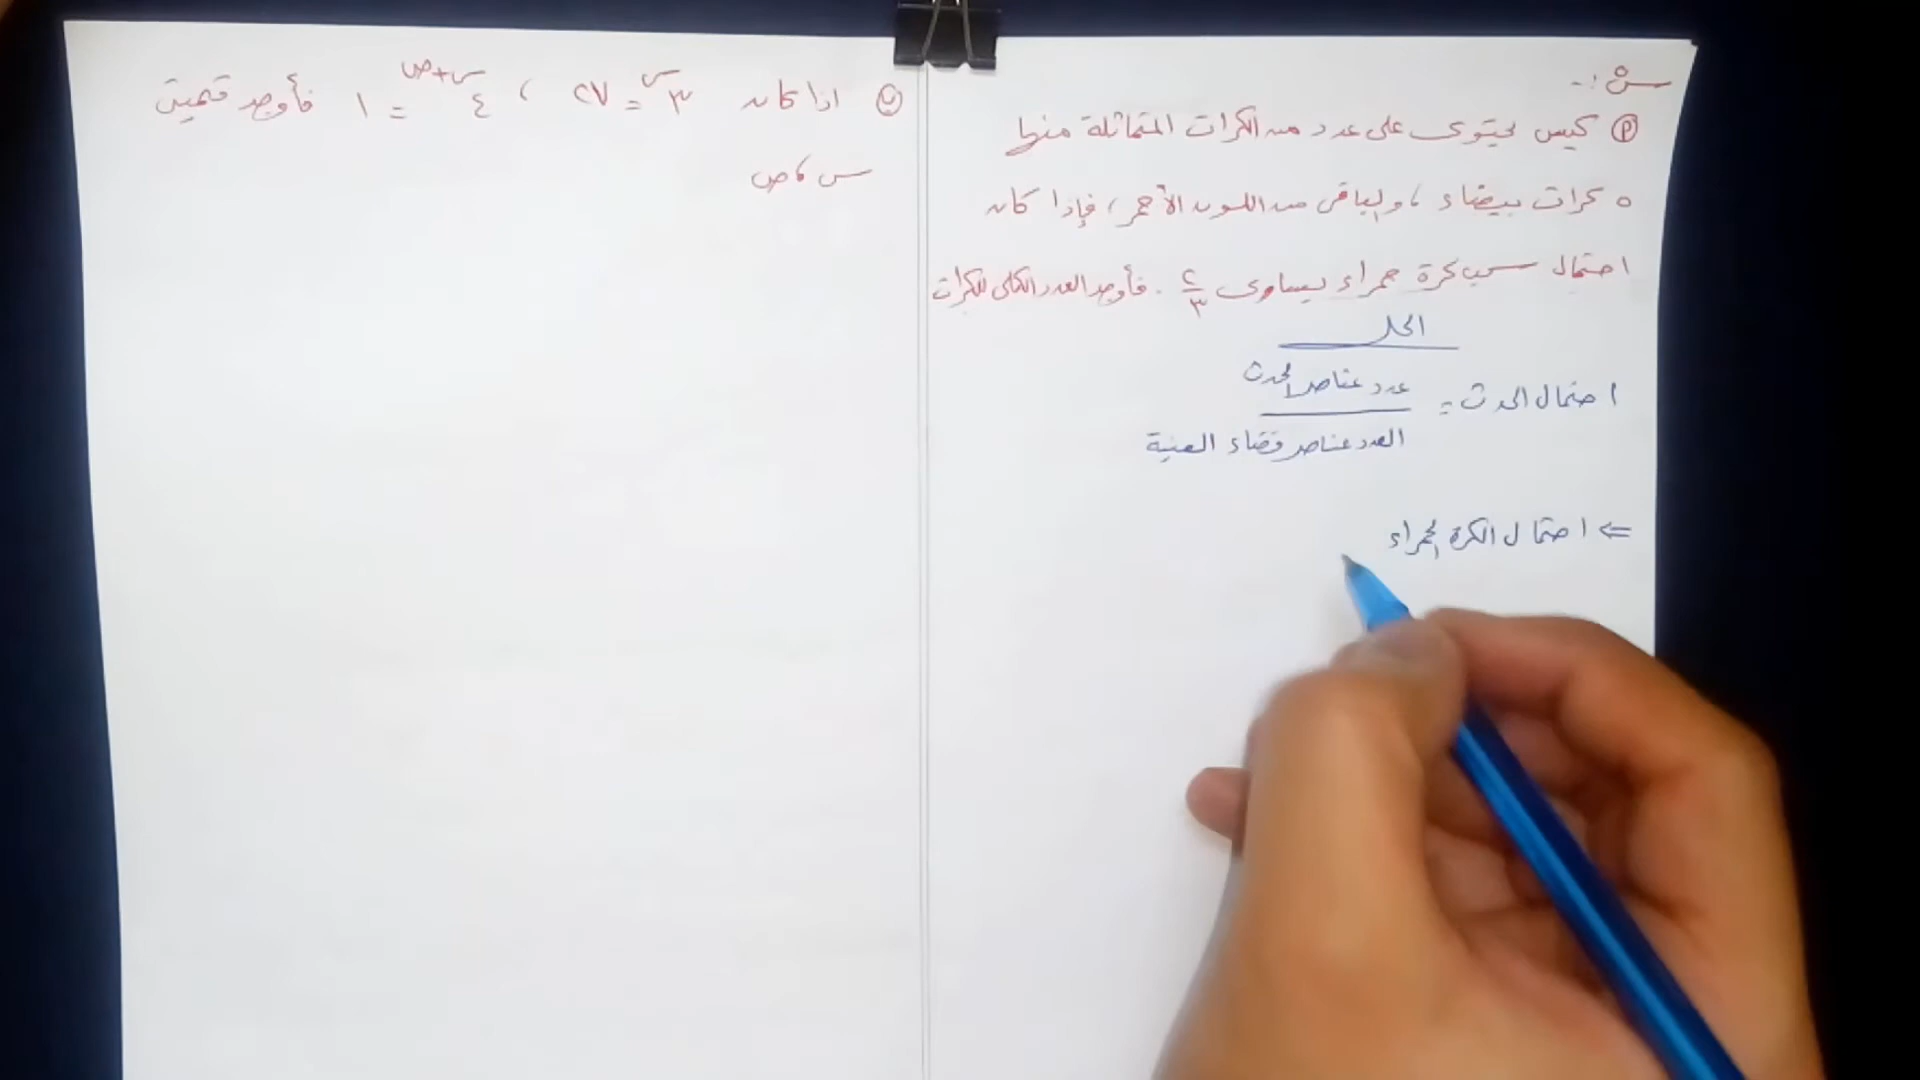 س٥ :-
(أ) كيس يحتوى على عدد من الكرات المتماثلة منها
٥ كرات بيضاء ، والباقى من اللون الأحمر ، فإذا كان
احتمال سحب كرة حمراء يساوى ٢/٣ . فأوجد العدد الكلى للكرات
الحل
احتمال الحدث = عدد عناصر الحدث
العدد عناصر فضاء العينة
⇐ احتمال الكرة الحمراء
(ب) اذا كان ٣^س = ٢٧ ، ٤^(س+ص) = ١ فأوجد قيمتى
س ، ص